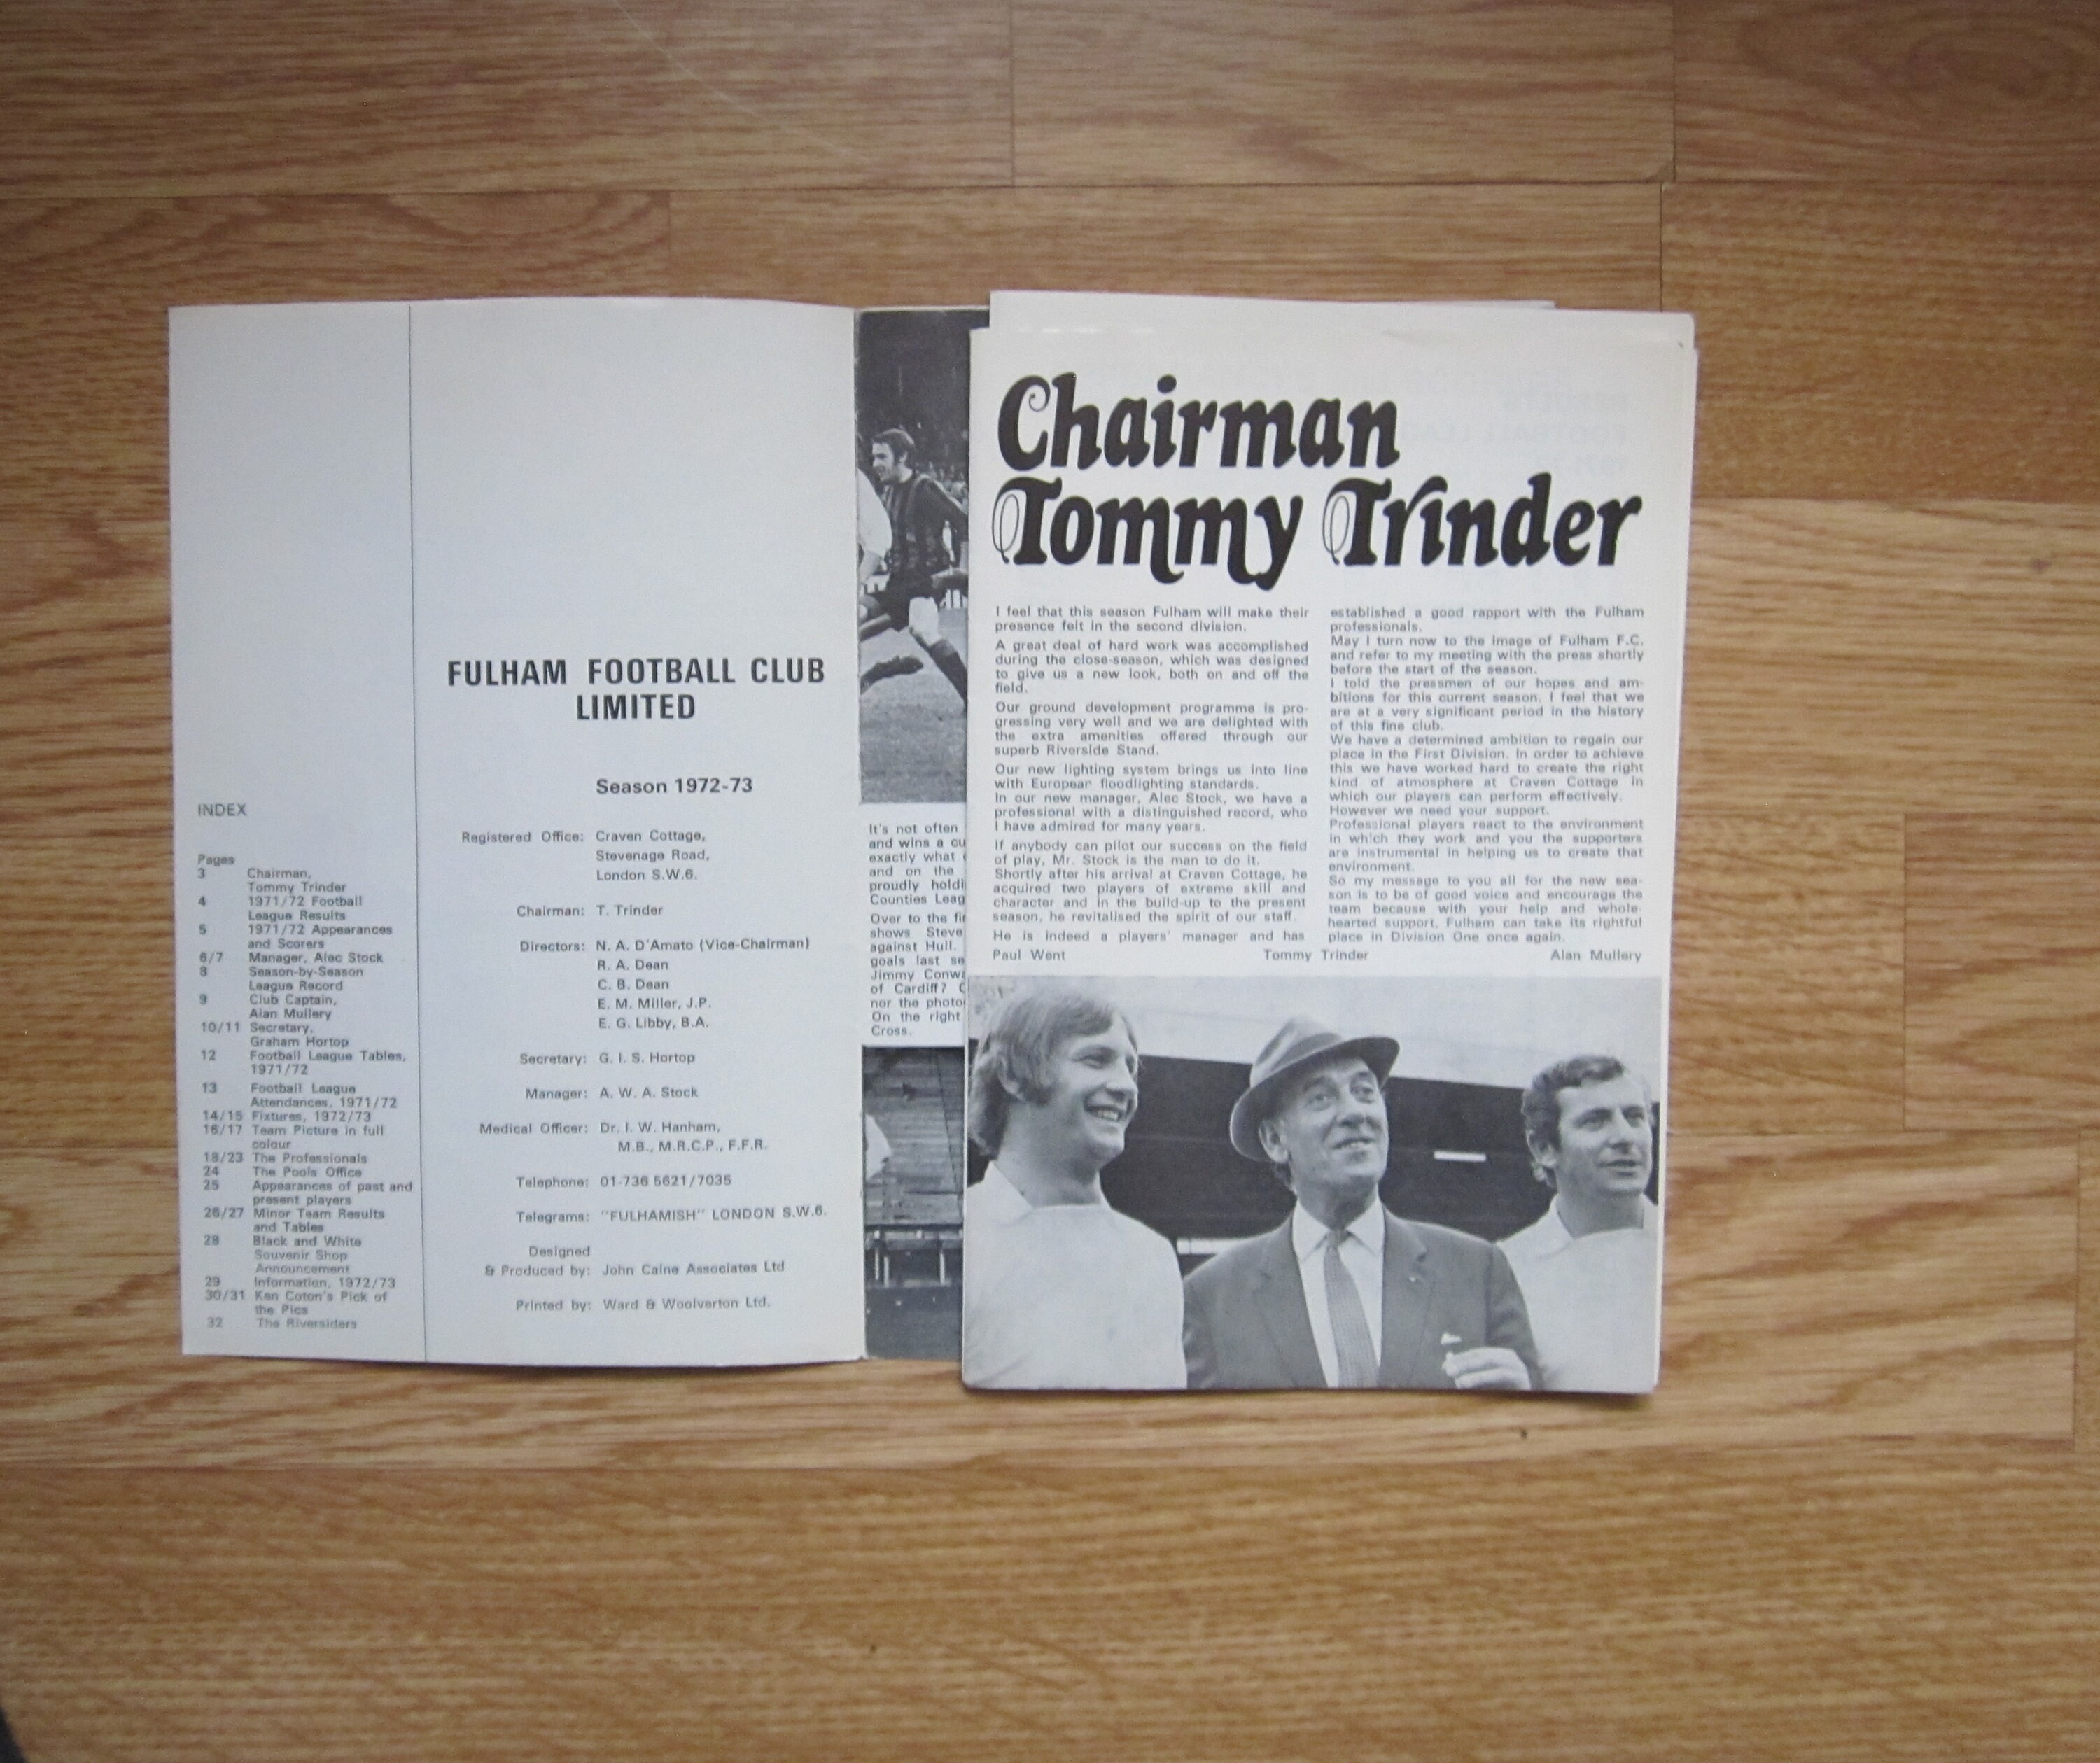 INDEX
Pages
3 Chairman,
Tommy Trinder
4 1971/72 Football
League Results
5 1971/72 Appearances
and Scorers
6/7 Manager, Alec Stock
8 Season-by-Season
League Record
9 Club Captain,
Alan Mullery
10/11 Secretary,
Graham Hortop
12 Football League Tables,
1971/72
13 Football League
Attendances, 1971/72
14/15 Fixtures, 1972/73
16/17 Team Picture in full
colour
18/23 The Professionals
24 The Pools Office
25 Appearances of past and
present players
26/27 Minor Team Results
and Tables
28 Black and White
Souvenir Shop
Announcement
29 Information, 1972/73
30/31 Ken Coton's Pick of
the Pics
32 The Riversiders
FULHAM FOOTBALL CLUB
LIMITED
Season 1972-73
Registered Office: Craven Cottage,
Stevenage Road,
London S.W.6.
Chairman: T. Trinder
Directors: N. A. D'Amato (Vice-Chairman)
R. A. Dean
C. B. Dean
E. M. Miller, J.P.
E. G. Libby, B.A.
Secretary: G. I. S. Hortop
Manager: A. W. A. Stock
Medical Officer: Dr. I. W. Hanham,
M.B., M.R.C.P., F.F.R.
Telephone: 01-736 5621/7035
Telegrams: "FULHAMISH" LONDON S.W.6.
Designed
& Produced by: John Caine Associates Ltd
Printed by: Ward & Woolverton Ltd.
It's not often
and wins a cu
exactly what
and on the
proudly holdi
Counties Leag
Over to the fi
shows Steve
against Hull.
goals last se
Jimmy Conwa
of Cardiff?
nor the photo
On the right
Cross.
Chairman
Tommy Trinder
I feel that this season Fulham will make their
presence felt in the second division.
A great deal of hard work was accomplished
during the close-season, which was designed
to give us a new look, both on and off the
field.
Our ground development programme is pro-
gressing very well and we are delighted with
the extra amenities offered through our
superb Riverside Stand.
Our new lighting system brings us into line
with European floodlighting standards.
In our new manager, Alec Stock, we have a
professional with a distinguished record, who
I have admired for many years.
If anybody can pilot our success on the field
of play, Mr. Stock is the man to do it.
Shortly after his arrival at Craven Cottage, he
acquired two players of extreme skill and
character and in the build-up to the present
season, he revitalised the spirit of our staff.
He is indeed a players' manager and has
established a good rapport with the Fulham
professionals.
May I turn now to the image of Fulham F.C.
and refer to my meeting with the press shortly
before the start of the season.
I told the pressmen of our hopes and am-
bitions for this current season. I feel that we
are at a very significant period in the history
of this fine club.
We have a determined ambition to regain our
place in the First Division. In order to achieve
this we have worked hard to create the right
kind of atmosphere at Craven Cottage in
which our players can perform effectively.
However we need your support.
Professional players react to the environment
in which they work and you the supporters
are instrumental in helping us to create that
environment.
So my message to you all for the new sea-
son is to be of good voice and encourage the
team because with your help and whole-
hearted support, Fulham can take its rightful
place in Division One once again.
Paul Went Tommy Trinder Alan Mullery